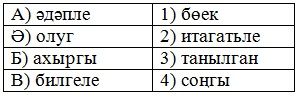 А) әдәпле 1) бөек
Ә) олуг 2) итагатьле
Б) ахыргы 3) танылган
В) билгеле 4) соңгы